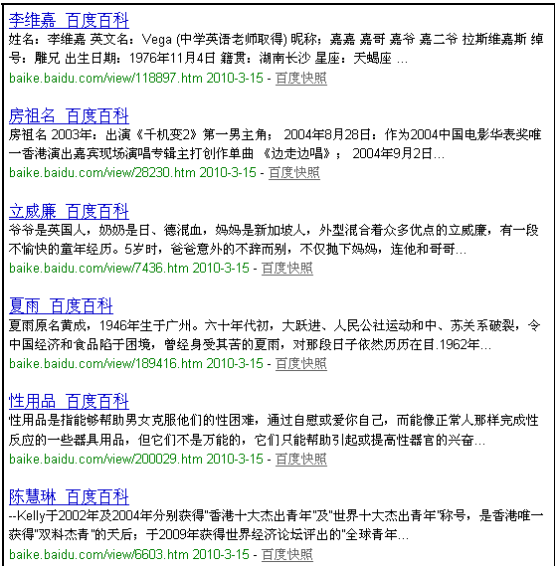 李维嘉_百度百科
姓名：李维嘉 英文名：Vega (中学英语老师取得) 昵称：嘉嘉 嘉哥 嘉爷 嘉二爷 拉斯维嘉斯 绰
号：雕兄 出生日期：1976年11月4日 籍贯：湖南长沙 星座：天蝎座 ...
baike.baidu.com/view/118897.htm 2010-3-15 - 百度快照
房祖名_百度百科
房祖名 2003年：出演《千机变2》第一男主角； 2004年8月28日：作为2004中国电影华表奖唯
一香港演出嘉宾现场演唱专辑主打创作单曲 《边走边唱》； 2004年9月2日...
baike.baidu.com/view/28230.htm 2010-3-15 - 百度快照
立威廉_百度百科
爷爷是英国人，奶奶是日、德混血，妈妈是新加坡人，外型混合着众多优点的立威廉，有一段
不愉快的童年经历。5岁时，爸爸意外的不辞而别，不仅抛下妈妈，连他和哥哥...
baike.baidu.com/view/7436.htm 2010-3-15 - 百度快照
夏雨_百度百科
夏雨原名黄成，1946年生于广州。六十年代初，大跃进、人民公社运动和中、苏关系破裂，令
中国经济和食品陷于困境，曾经身受其苦的夏雨，对那段日子依然历历在目.1962年...
baike.baidu.com/view/189416.htm 2010-3-15 - 百度快照
性用品_百度百科
性用品是指能够帮助男女克服他们的性困难，通过自慰或爱你自己，而能像正常人那样完成性
反应的一些器具用品，但它们不是万能的，它们只能帮助引起或提高性器官的兴奋...
baike.baidu.com/view/200029.htm 2010-3-15 - 百度快照
陈慧琳_百度百科
--Kelly于2002年及2004年分别获得"香港十大杰出青年"及"世界十大杰出青年"称号，是香港唯一
获得"双料杰青"的天后；于2009年获得世界经济论坛评出的"全球青年...
baike.baidu.com/view/6603.htm 2010-3-15 - 百度快照